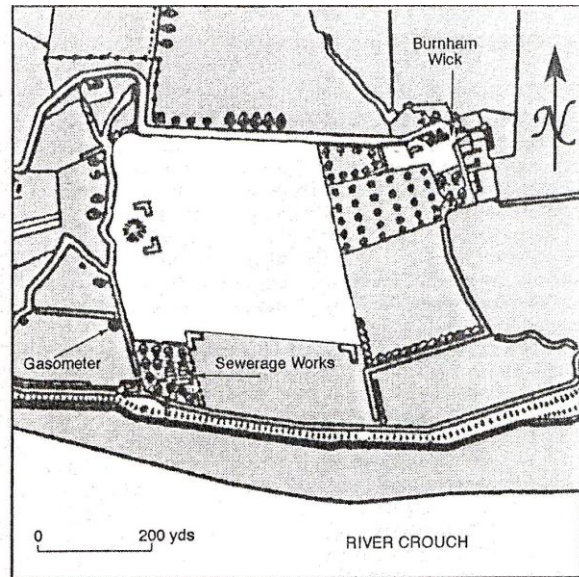 Burnham
Wick
N
Gasometer
Sewerage Works
0 200 yds
RIVER CROUCH